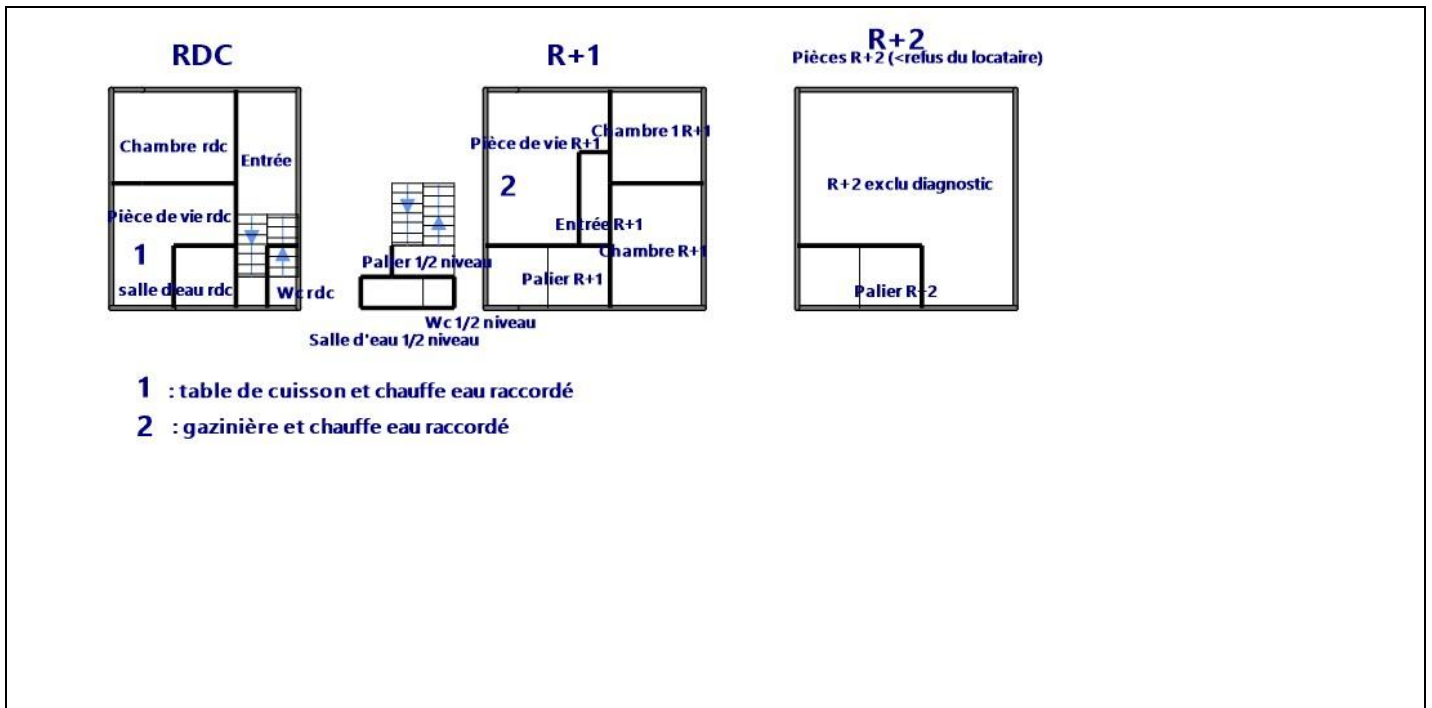 RDC
R+1
R+2
Pièces R+2 (<refus du locataire)
Chambre rdc
Entrée
Pièce de vie rdc
1
salle d'eau rdc
Wc rdc
Palier 1/2 niveau
Wc 1/2 niveau
Salle d'eau 1/2 niveau
Pièce de vie R+1
Chambre 1 R+1
2
Entrée R+1
Chambre R+1
Palier R+1
R+2 exclu diagnostic
Palier R+2
1 : table de cuisson et chauffe eau raccordé
2 : gazinière et chauffe eau raccordé